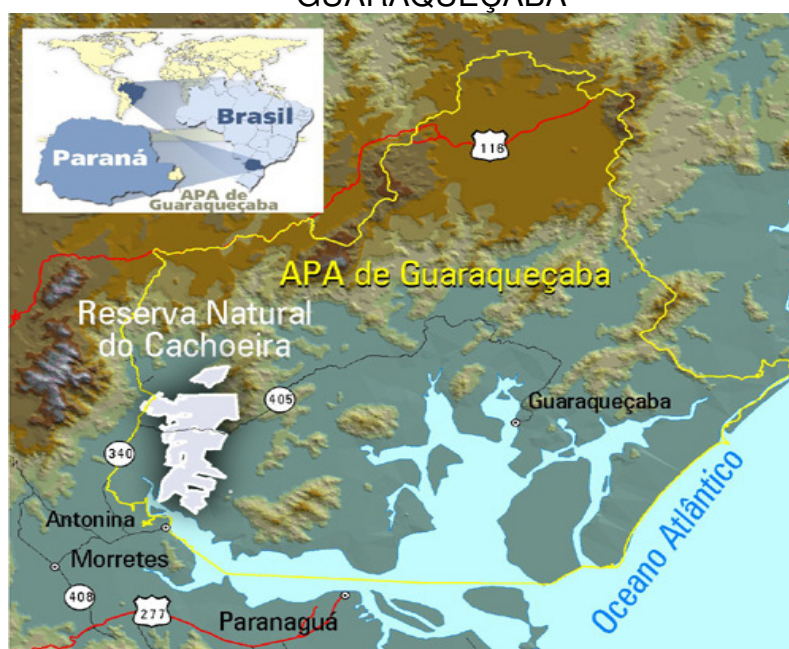 GUARAQUEÇABA
Brasil
Paraná
APA de
Guaraqueçaba
116
APA de Guaraqueçaba
Reserva Natural
do Cachoeira
405
Guaraqueçaba
340
Antonina
Morretes
408
277
Paranaguá
Oceano Atlântico